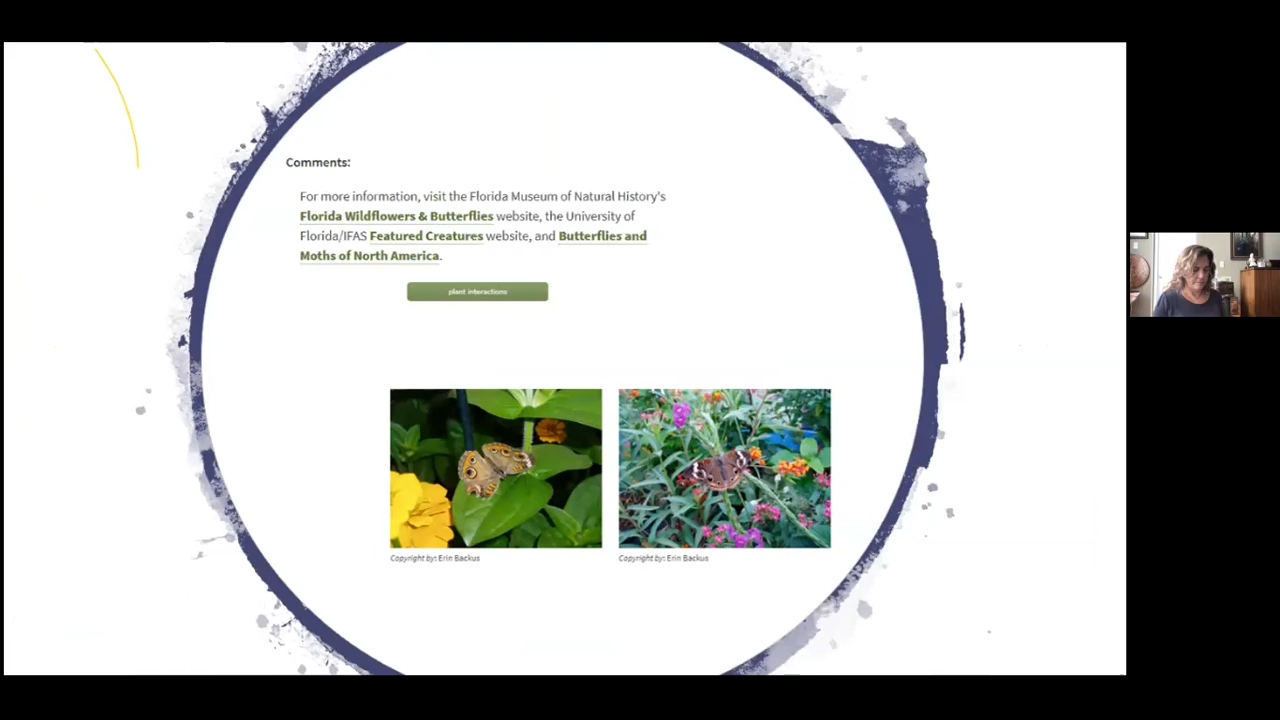 Comments:
For more information, visit the Florida Museum of Natural History's
Florida Wildflowers & Butterflies website, the University of
Florida/IFAS Featured Creatures website, and Butterflies and
Moths of North America.
plant interactions
Copyright by: Erin Backus
Copyright by: Erin Backus